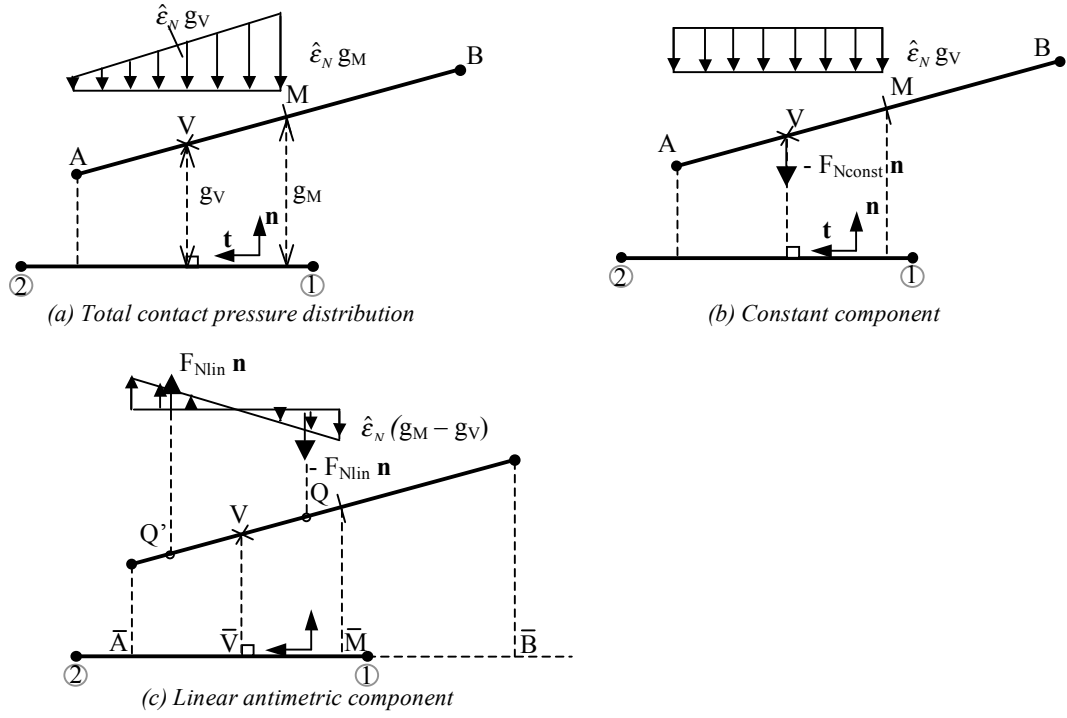 ε̂_N g_V
ε̂_N g_M
B
M
V
A
g_V
g_M
n
t
2
1
(a) Total contact pressure distribution
ε̂_N g_V
B
M
V
A
- F_Nconst n
n
t
2
1
(b) Constant component
F_Nlin n
ε̂_N (g_M – g_V)
- F_Nlin n
Q
V
Q’
A̅
V̅
M̅
B̅
2
1
(c) Linear antimetric component